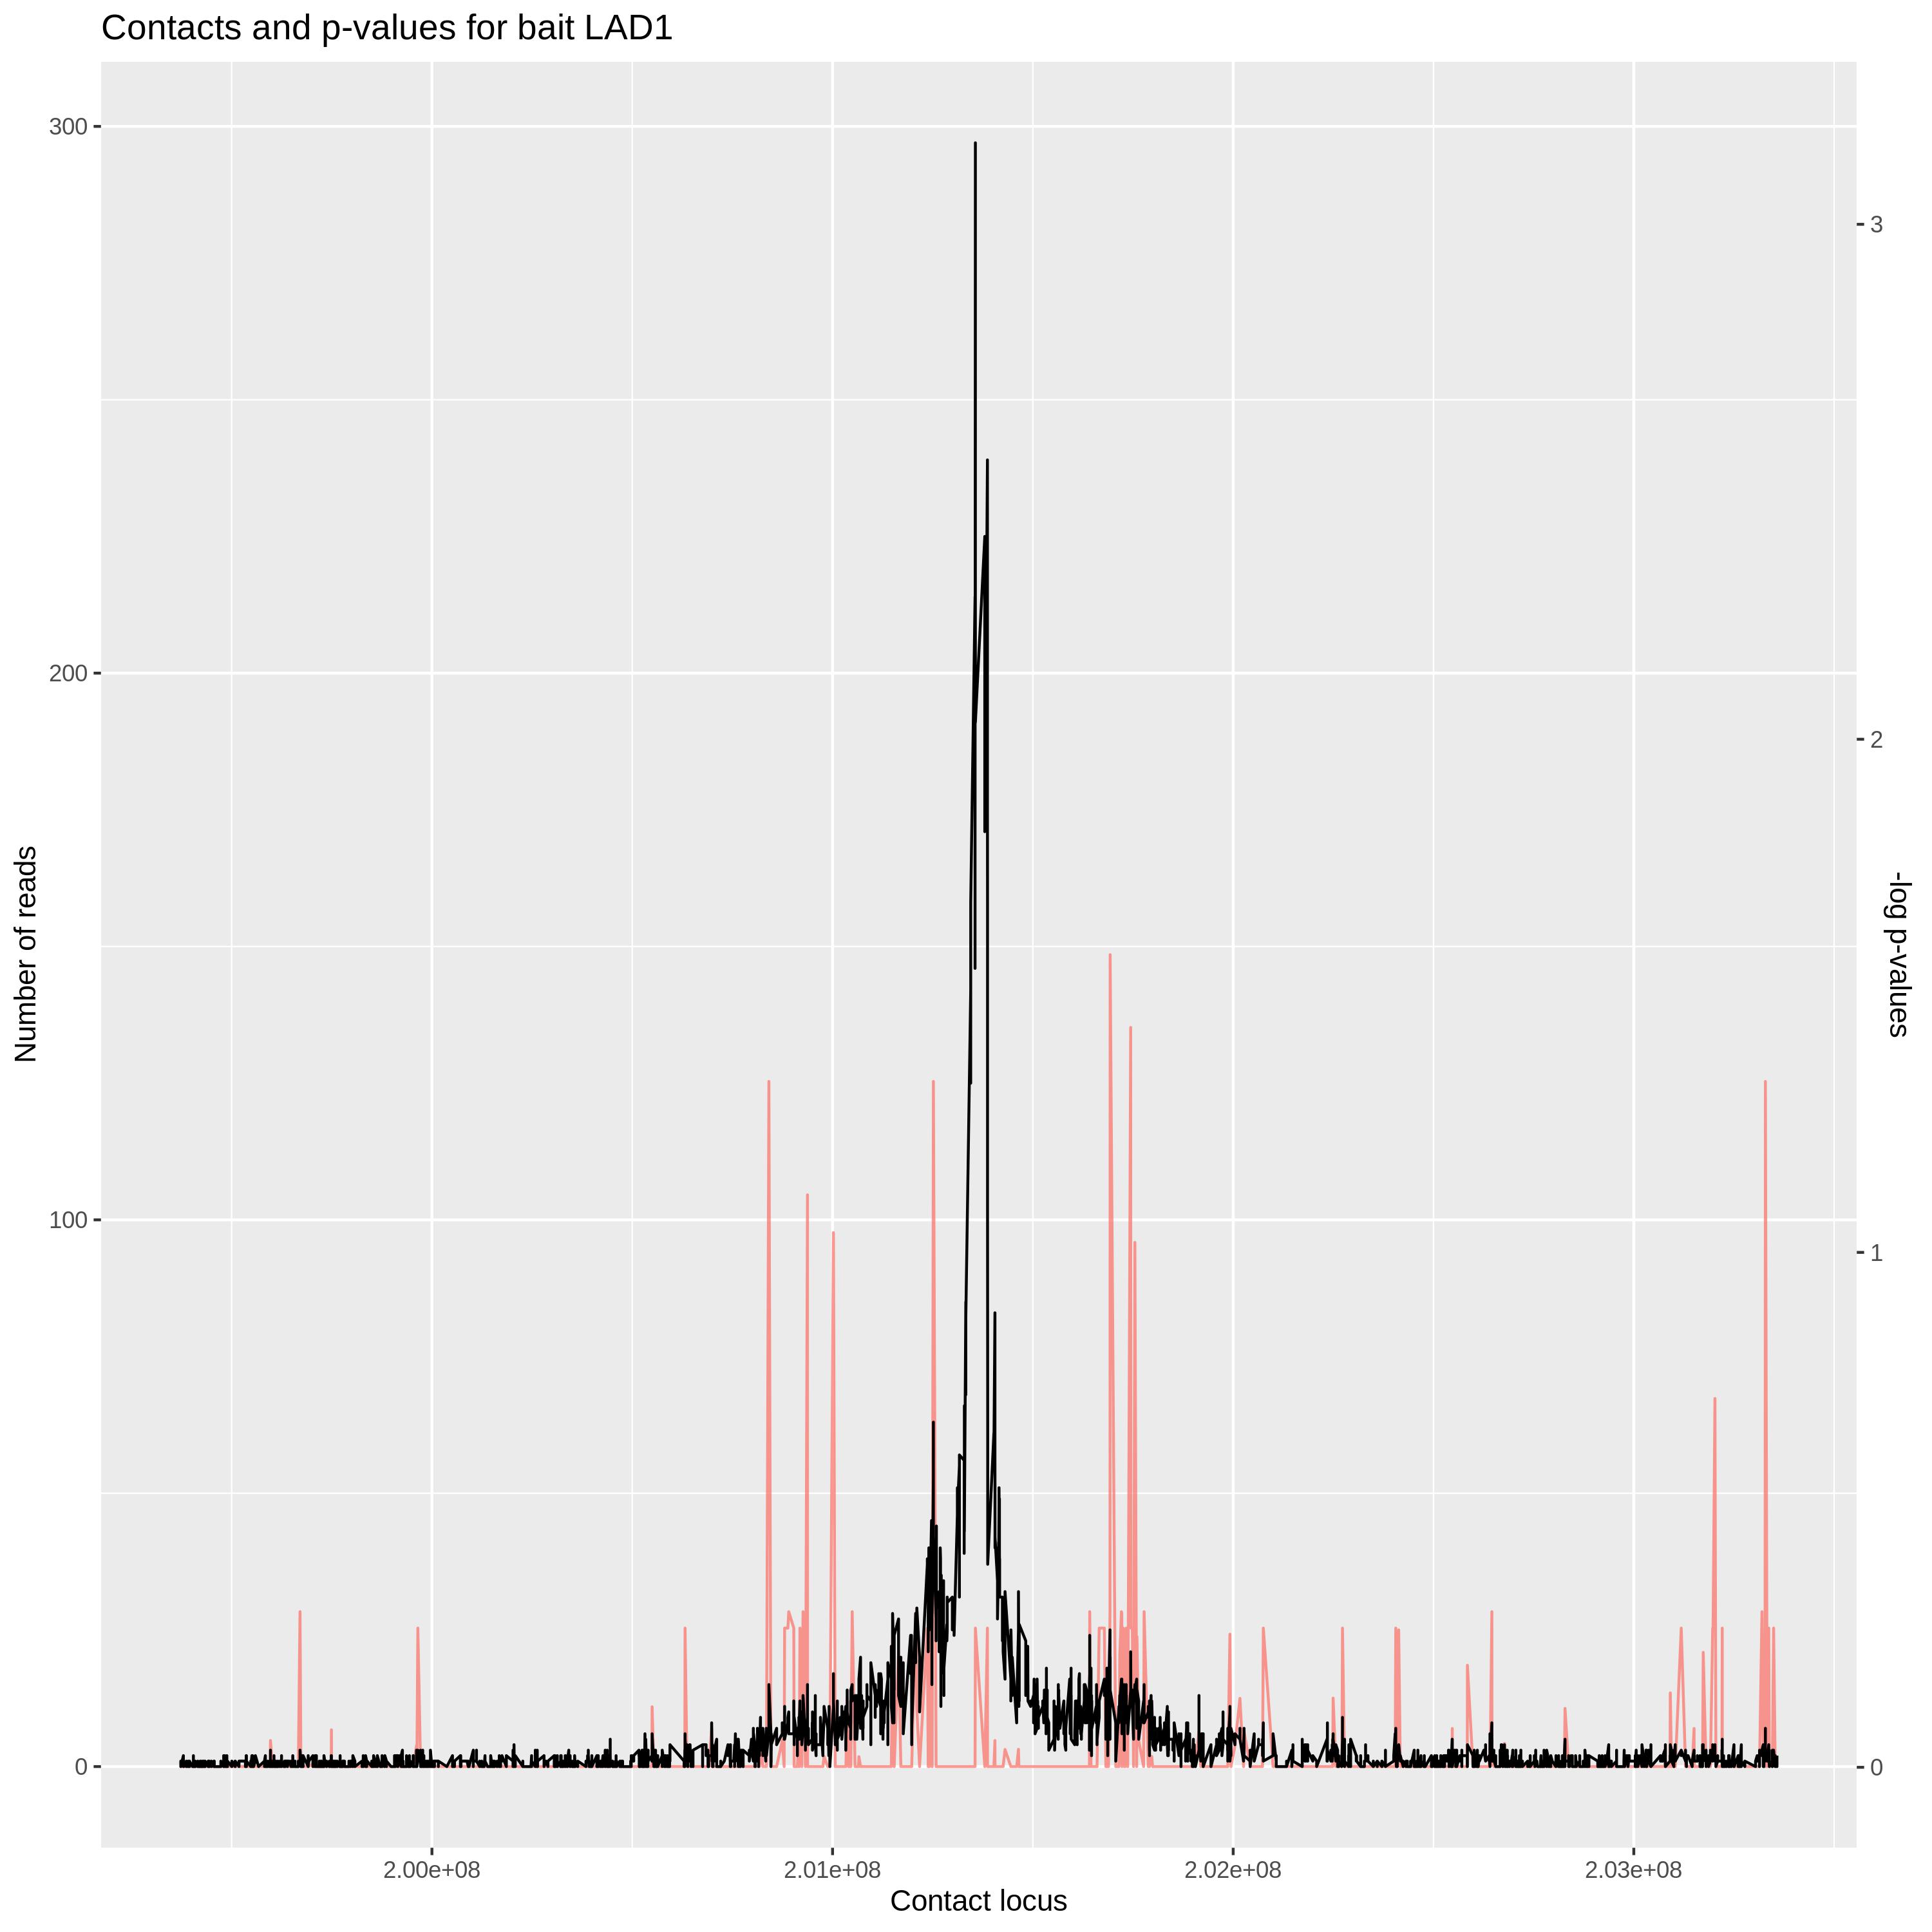 Contacts and p-values for bait LAD1
300
200
100
0
3
2
1
0
Number of reads
-log p-values
2.00e+08
2.01e+08
2.02e+08
2.03e+08
Contact locus